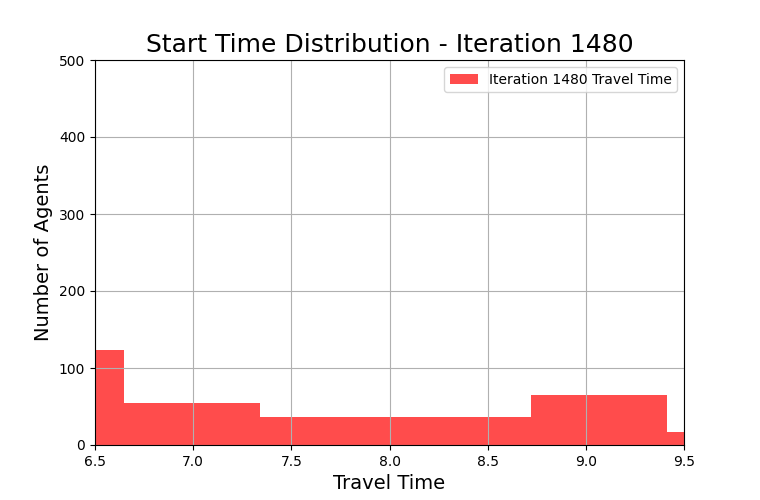 Start Time Distribution - Iteration 1480
Iteration 1480 Travel Time
Number of Agents
500
400
300
200
100
0
6.5 7.0 7.5 8.0 8.5 9.0 9.5
Travel Time